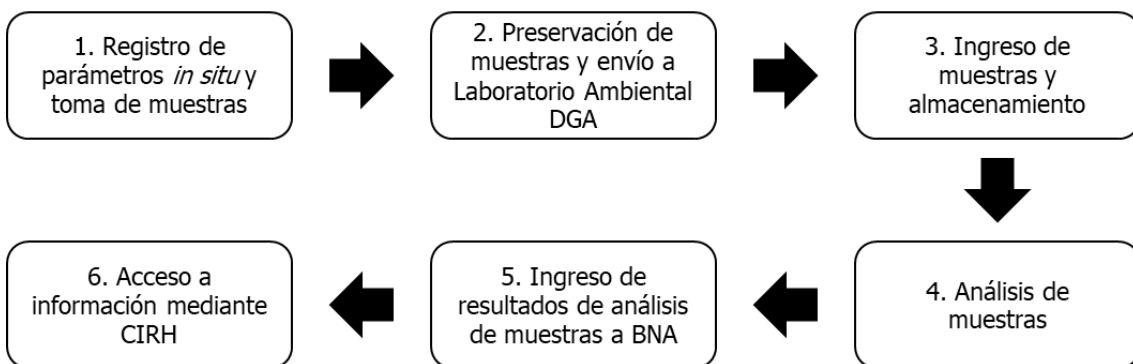 1. Registro de
parámetros in situ y
toma de muestras
2. Preservación de
muestras y envío a
Laboratorio Ambiental
DGA
3. Ingreso de
muestras y
almacenamiento
4. Análisis de
muestras
5. Ingreso de
resultados de análisis
de muestras a BNA
6. Acceso a
información mediante
CIRH